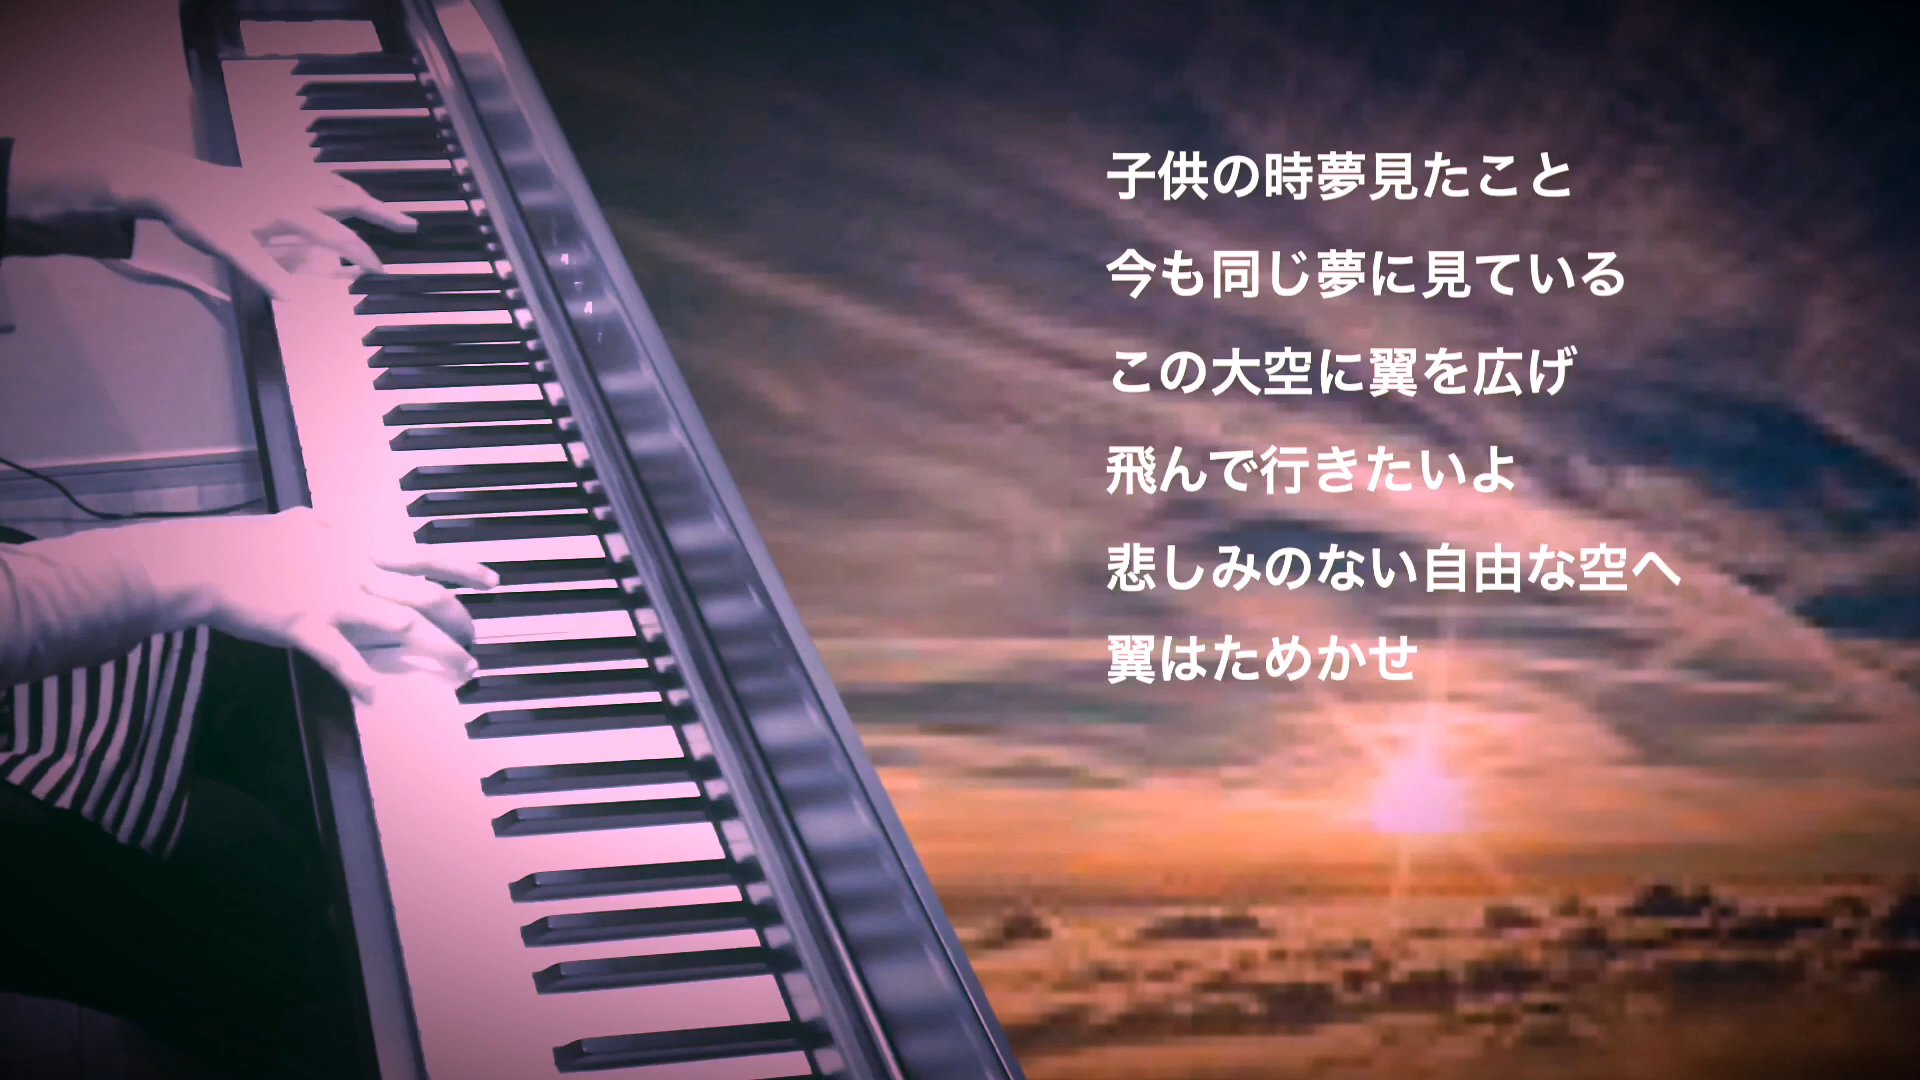 子供の時夢見たこと
今も同じ夢に見ている
この大空に翼を広げ
飛んで行きたいよ
悲しみのない自由な空へ
翼はためかせ